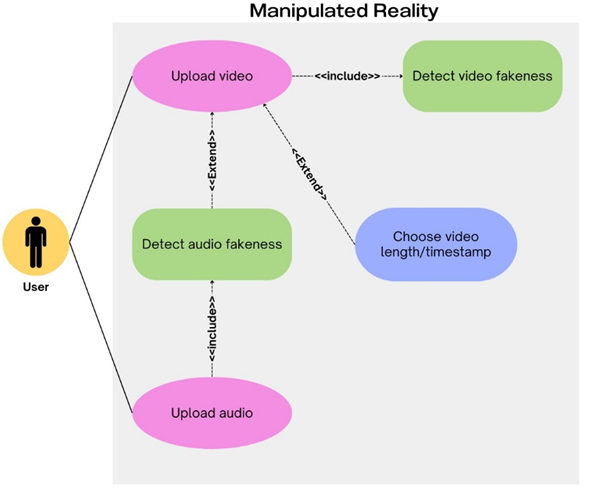 Manipulated Reality
Upload video
<<include>>
Detect video fakeness
<<Extend>>
<<Extend>>
Detect audio fakeness
Choose video
length/timestamp
User
<<include>>
Upload audio